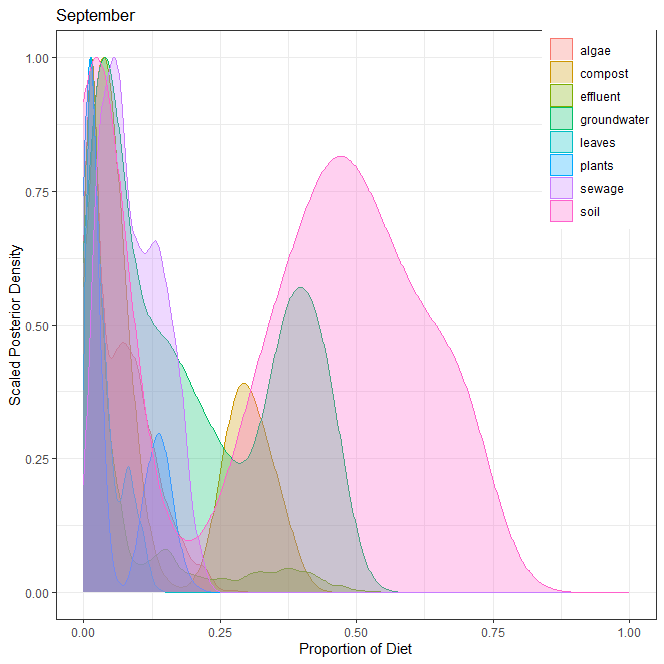 September
1.00
0.75
0.50
0.25
0.00
Scaled Posterior Density
algae
compost
effluent
groundwater
leaves
plants
sewage
soil
0.00 0.25 0.50 0.75 1.00
Proportion of Diet